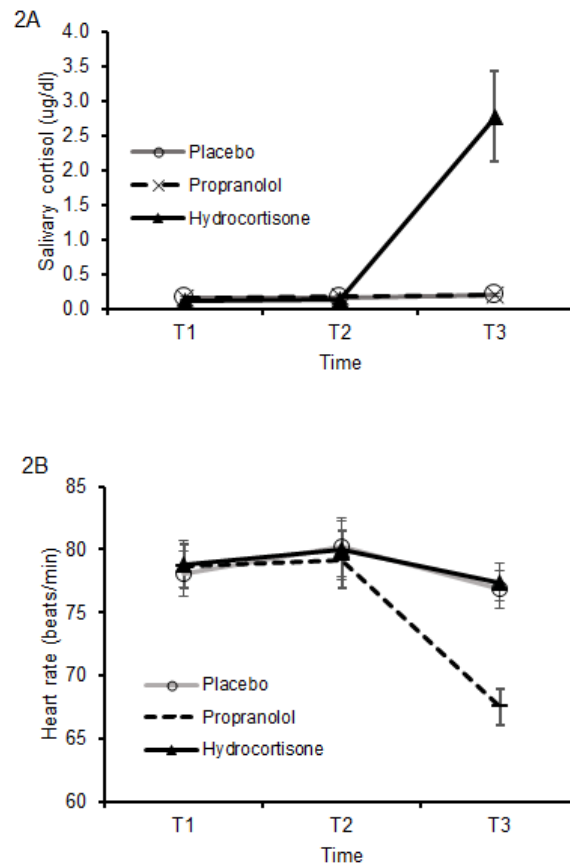 2A
Salivary cortisol (ug/dl)
4.0
3.5
3.0
2.5
2.0
1.5
1.0
0.5
0.0
Placebo
Propranolol
Hydrocortisone
T1 T2 T3
Time
2B
Heart rate (beats/min)
85
80
75
70
65
60
Placebo
Propranolol
Hydrocortisone
T1 T2 T3
Time